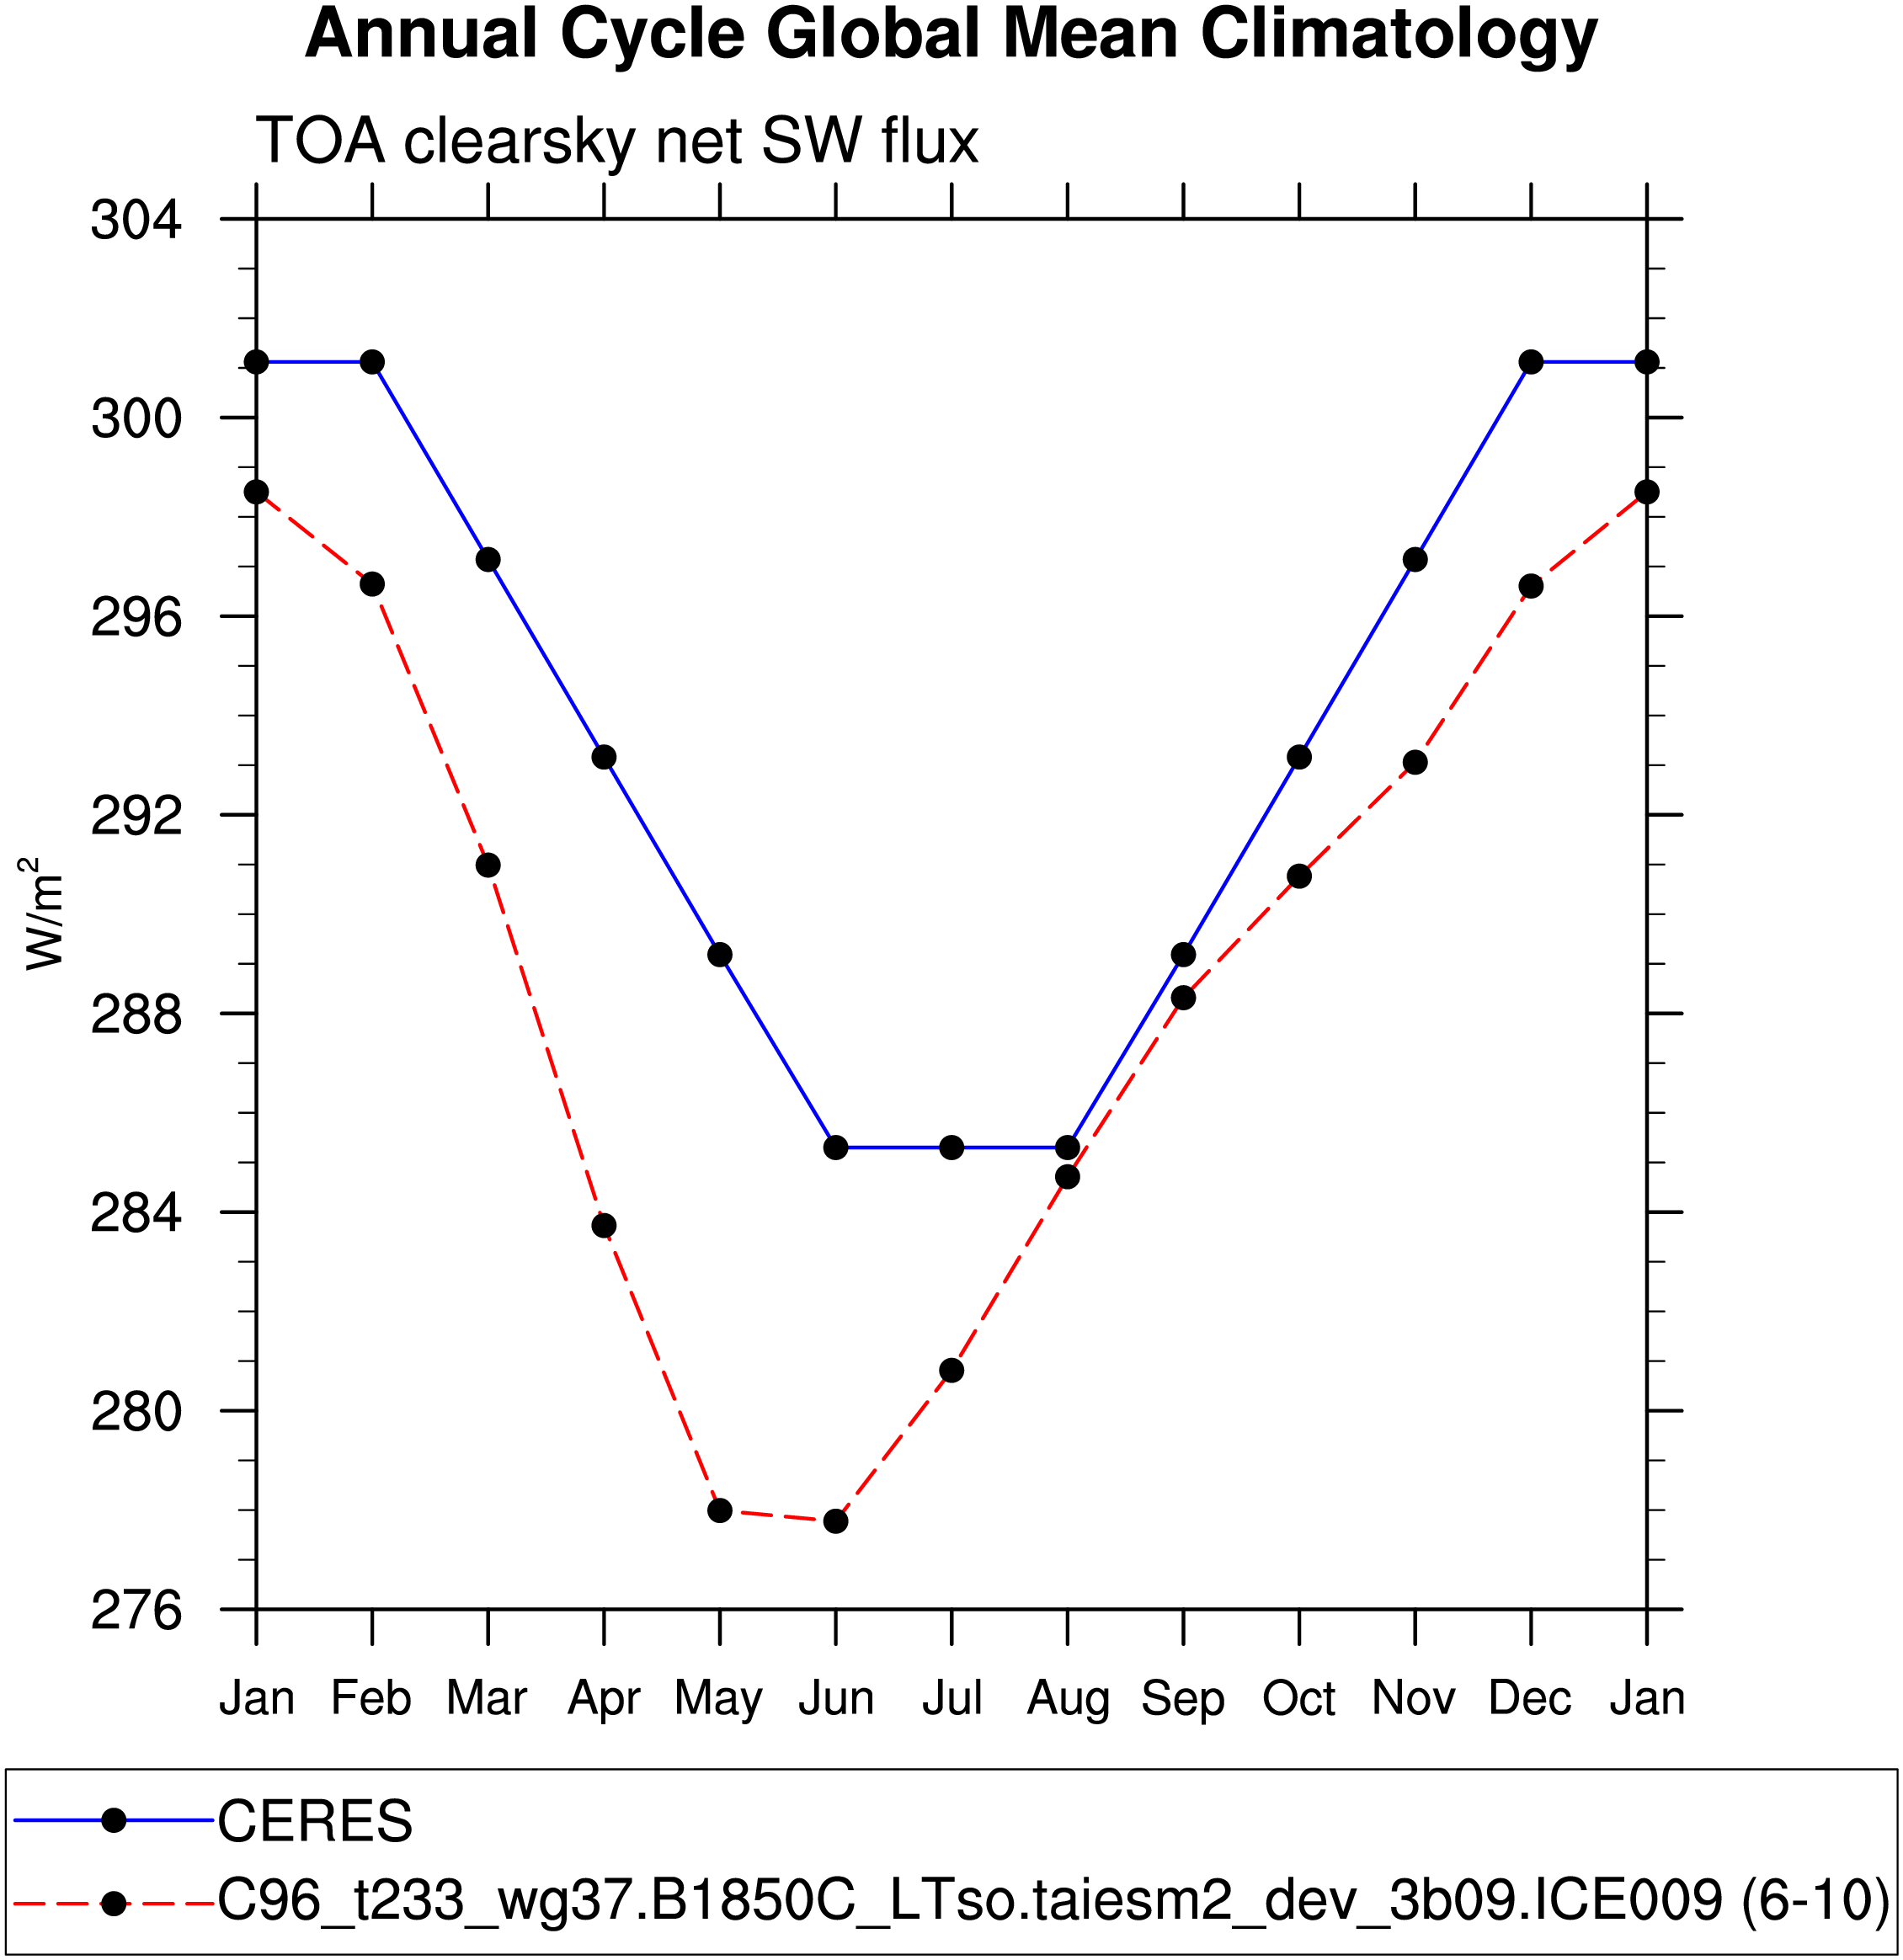 Annual Cycle Global Mean Climatology
TOA clearsky net SW flux
304
300
296
292
288
284
280
276
W/m²
Jan Feb Mar Apr May Jun Jul Aug Sep Oct Nov Dec Jan
CERES
C96_t233_wg37.B1850C_LTso.taiesm2_dev_3b09.ICE009 (6-10)